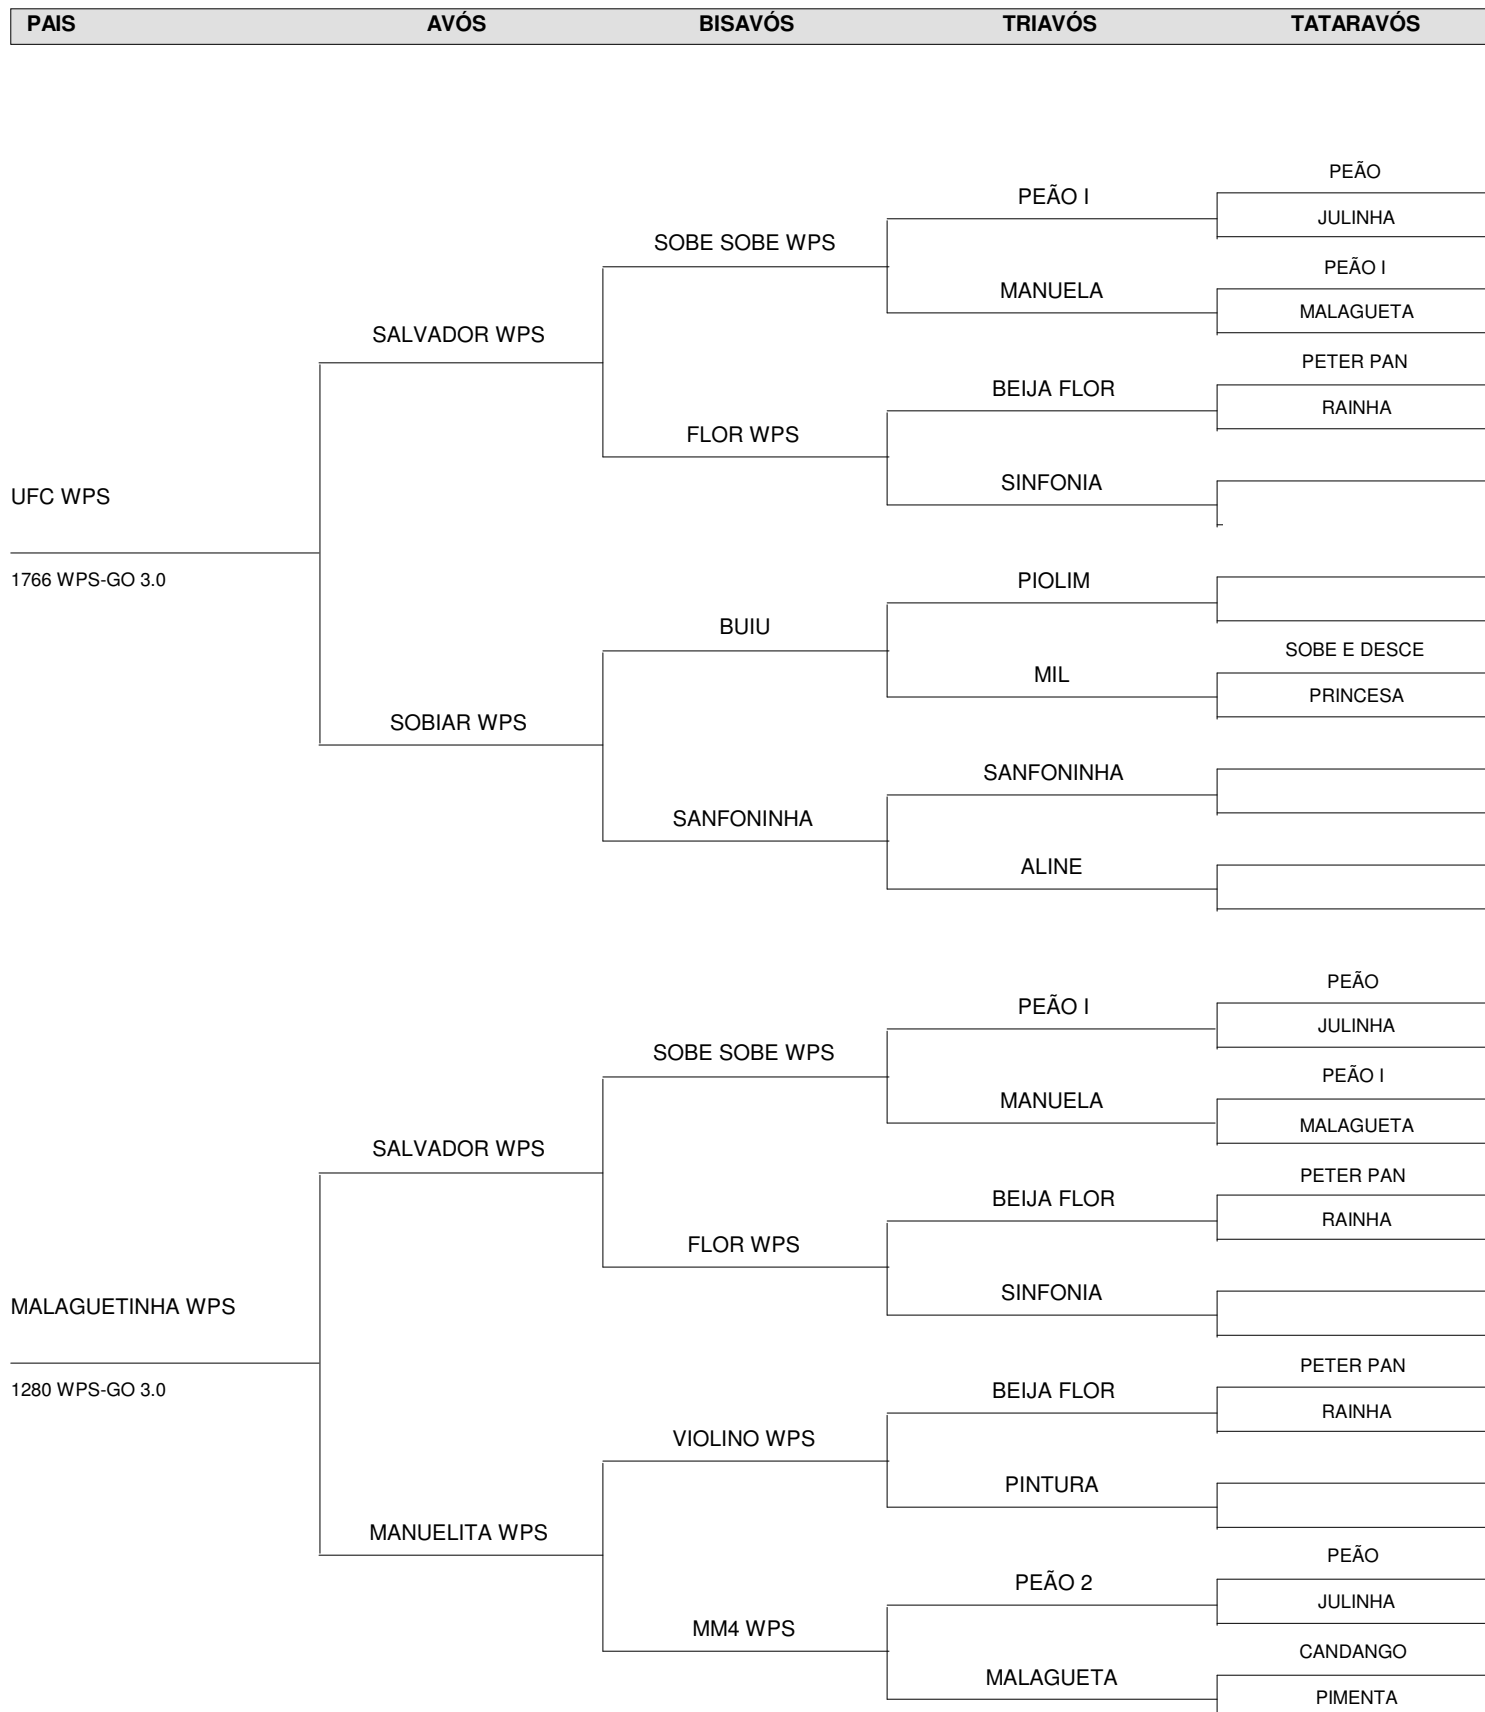 PAIS AVÓS BISAVÓS TRIAVÓS TATARAVÓS
PEÃO
PEÃO I
JULINHA
SOBE SOBE WPS
PEÃO I
MANUELA
MALAGUETA
SALVADOR WPS
PETER PAN
BEIJA FLOR
RAINHA
FLOR WPS
SINFONIA
UFC WPS
1766 WPS-GO 3.0
PIOLIM
BUIU
SOBE E DESCE
MIL
PRINCESA
SOBIAR WPS
SANFONINHA
SANFONINHA
ALINE
PEÃO
PEÃO I
JULINHA
SOBE SOBE WPS
PEÃO I
MANUELA
MALAGUETA
SALVADOR WPS
PETER PAN
BEIJA FLOR
RAINHA
FLOR WPS
SINFONIA
MALAGUETINHA WPS
PETER PAN
1280 WPS-GO 3.0
BEIJA FLOR
RAINHA
VIOLINO WPS
PINTURA
MANUELITA WPS
PEÃO
PEÃO 2
JULINHA
MM4 WPS
CANDANGO
MALAGUETA
PIMENTA